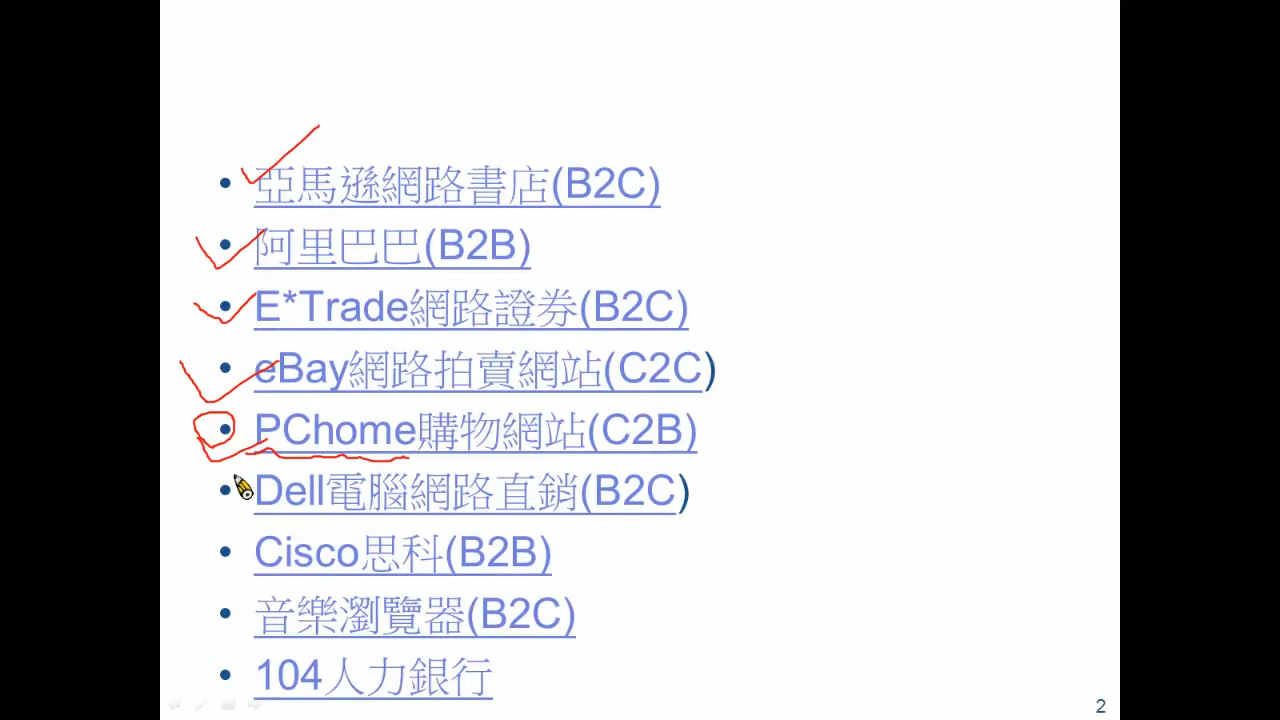 • 亞馬遜網路書店(B2C)
• 阿里巴巴(B2B)
• E*Trade網路證券(B2C)
• eBay網路拍賣網站(C2C)
• PChome購物網站(C2B)
• Dell電腦網路直銷(B2C)
• Cisco思科(B2B)
• 音樂瀏覽器(B2C)
• 104人力銀行
2